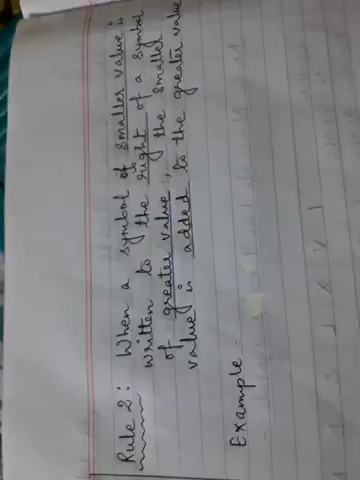 Rule 2 : When a symbol of smaller value is
written to the right of a symbol
of greater value, the smaller
value is added to the greater value
Example